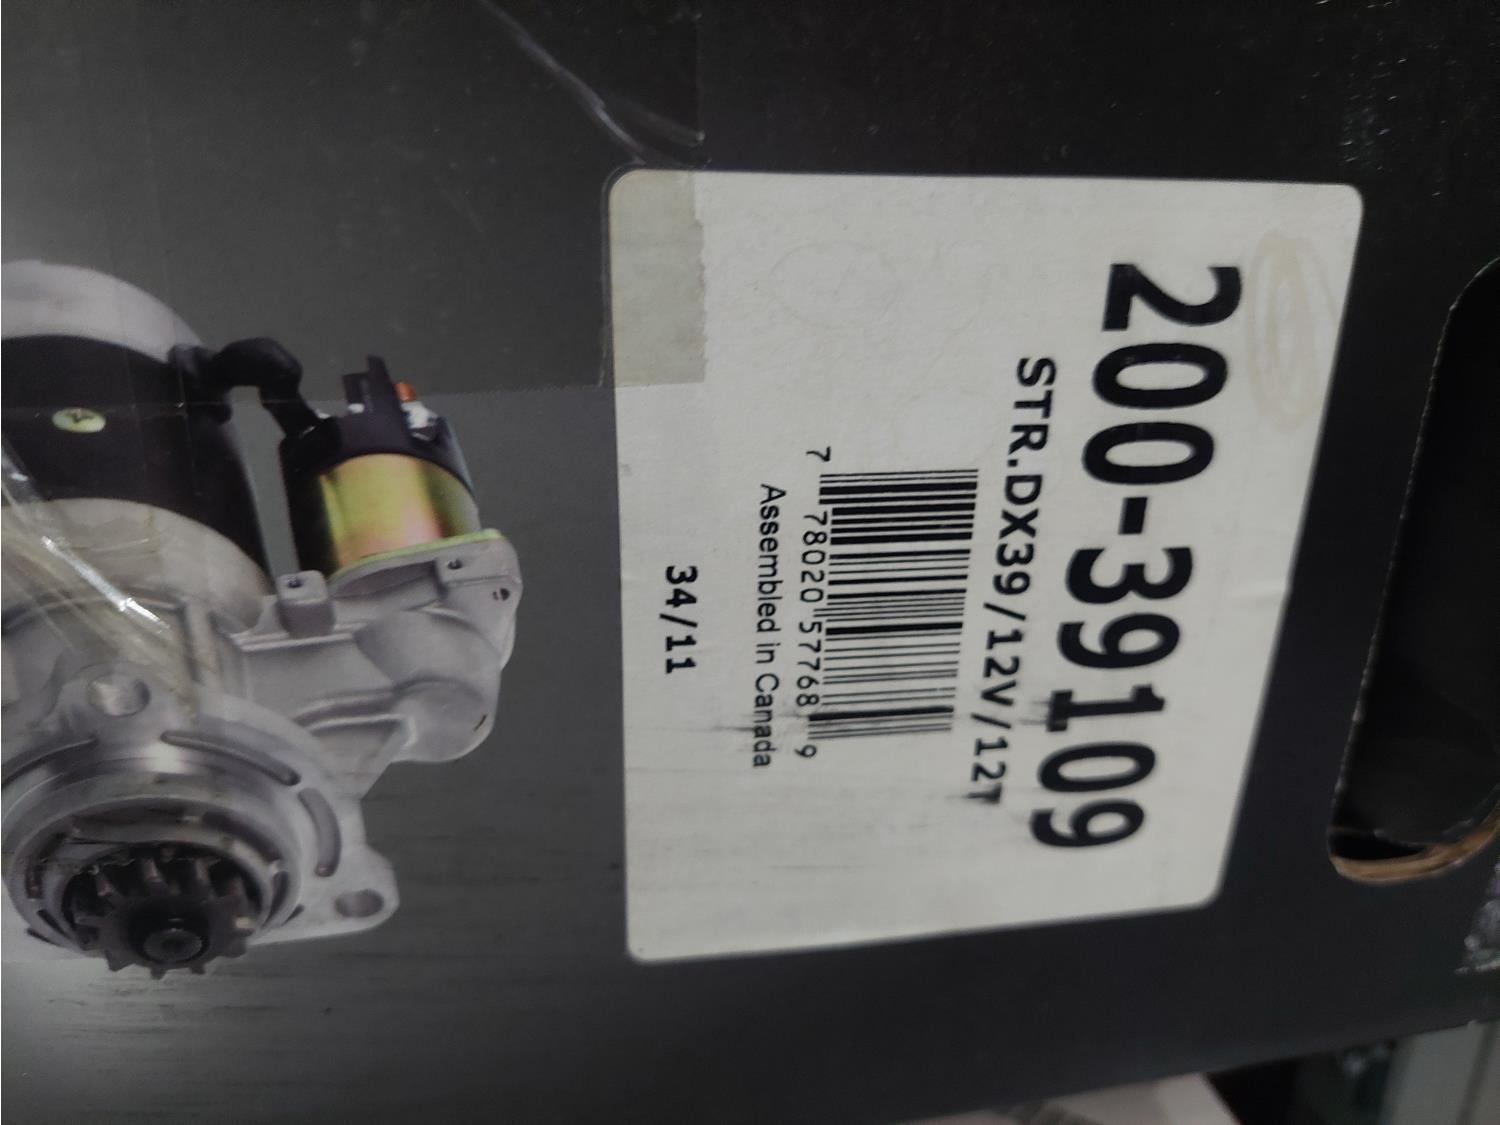 200-39109
STR.DX39/12V/12T
7 78020 57768 9
Assembled in Canada
34/11